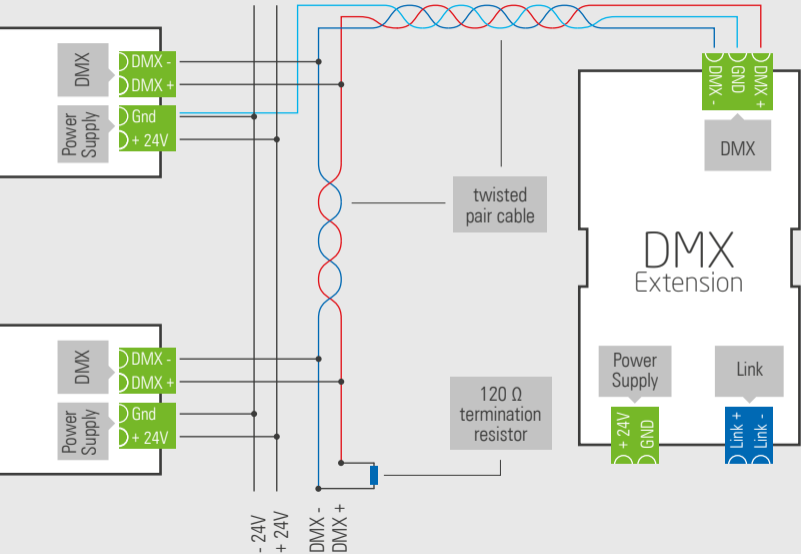 DMX
DMX -
DMX +
Power
Supply
Gnd
+ 24V
DMX -
GND
DMX +
DMX
twisted
pair cable
DMX
Extension
DMX
DMX -
DMX +
Power
Supply
Gnd
+ 24V
120 Ω
termination
resistor
Power
Supply
Link
+ 24V
GND
Link +
Link -
- 24V
+ 24V
DMX -
DMX +